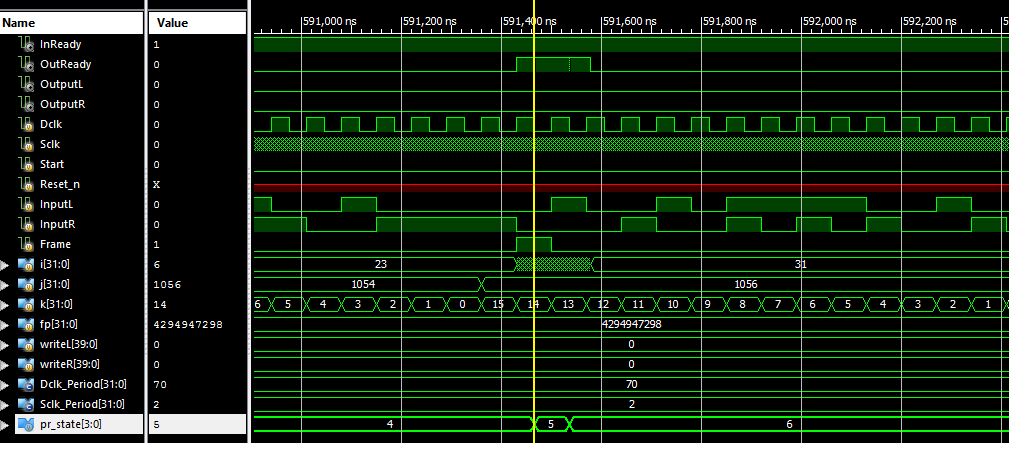 Name Value 591,000 ns 591,200 ns 591,400 ns 591,600 ns 591,800 ns 592,000 ns 592,200 ns
InReady 1
OutReady 0
OutputL 0
OutputR 0
Dclk 0
Sclk 0
Start 0
Reset_n X
InputL 0
InputR 0
Frame 1
i[31:0] 6 23 31
j[31:0] 1056 1054 1056
k[31:0] 14 6 5 4 3 2 1 0 15 14 13 12 11 10 9 8 7 6 5 4 3 2 1
fp[31:0] 4294947298 4294947298
writeL[39:0] 0 0
writeR[39:0] 0 0
Dclk_Period[31:0] 70 70
Sclk_Period[31:0] 2 2
pr_state[3:0] 5 4 5 6